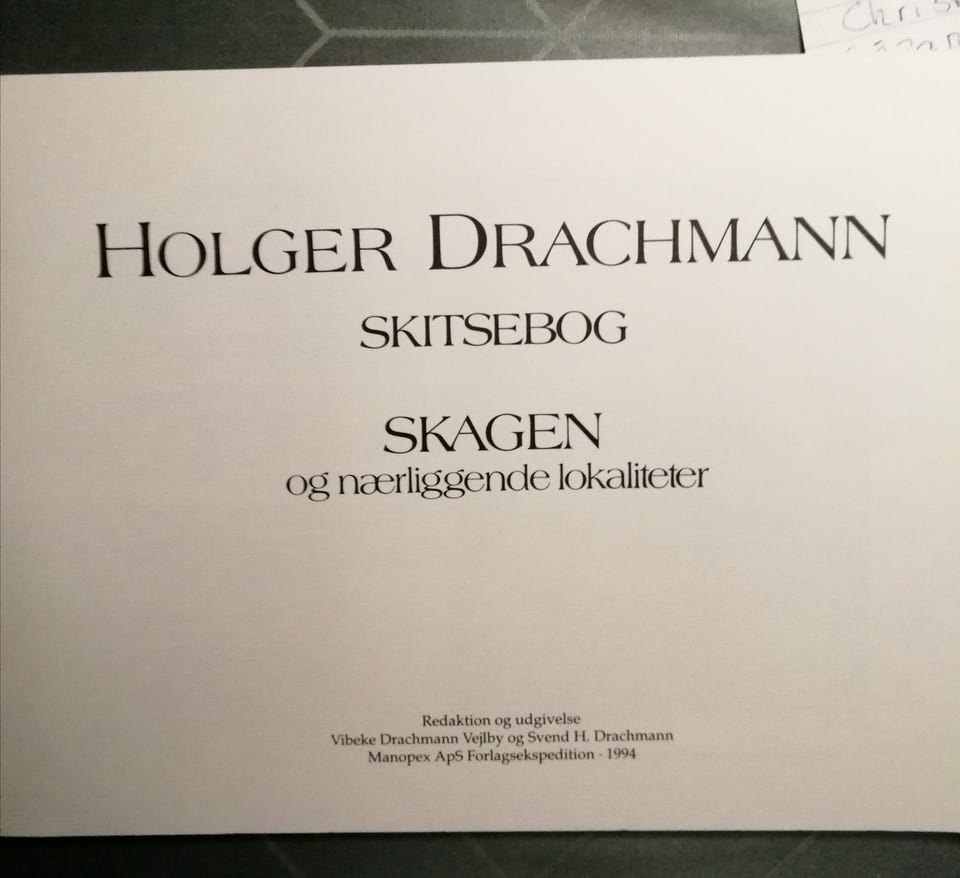 HOLGER DRACHMANN
SKITSEBOG
SKAGEN
og nærliggende lokaliteter
Redaktion og udgivelse
Vibeke Drachmann Vejlby og Svend H. Drachmann
Manopex ApS Forlagsekspedition · 1994